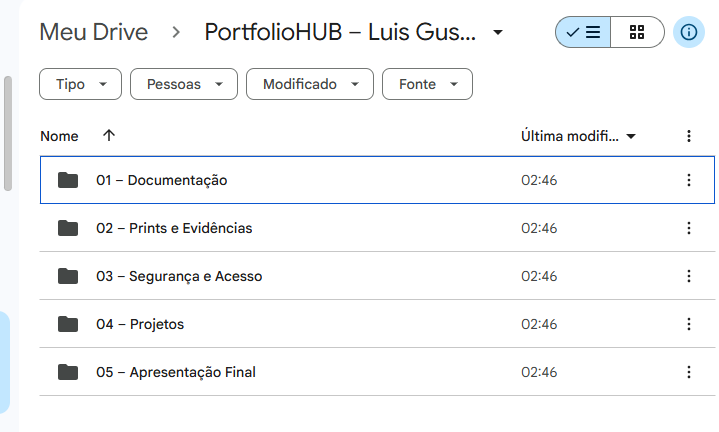 Meu Drive > PortfolioHUB – Luis Gus...
Tipo Pessoas Modificado Fonte
Nome Última modifi...
01 – Documentação 02:46
02 – Prints e Evidências 02:46
03 – Segurança e Acesso 02:46
04 – Projetos 02:46
05 – Apresentação Final 02:46